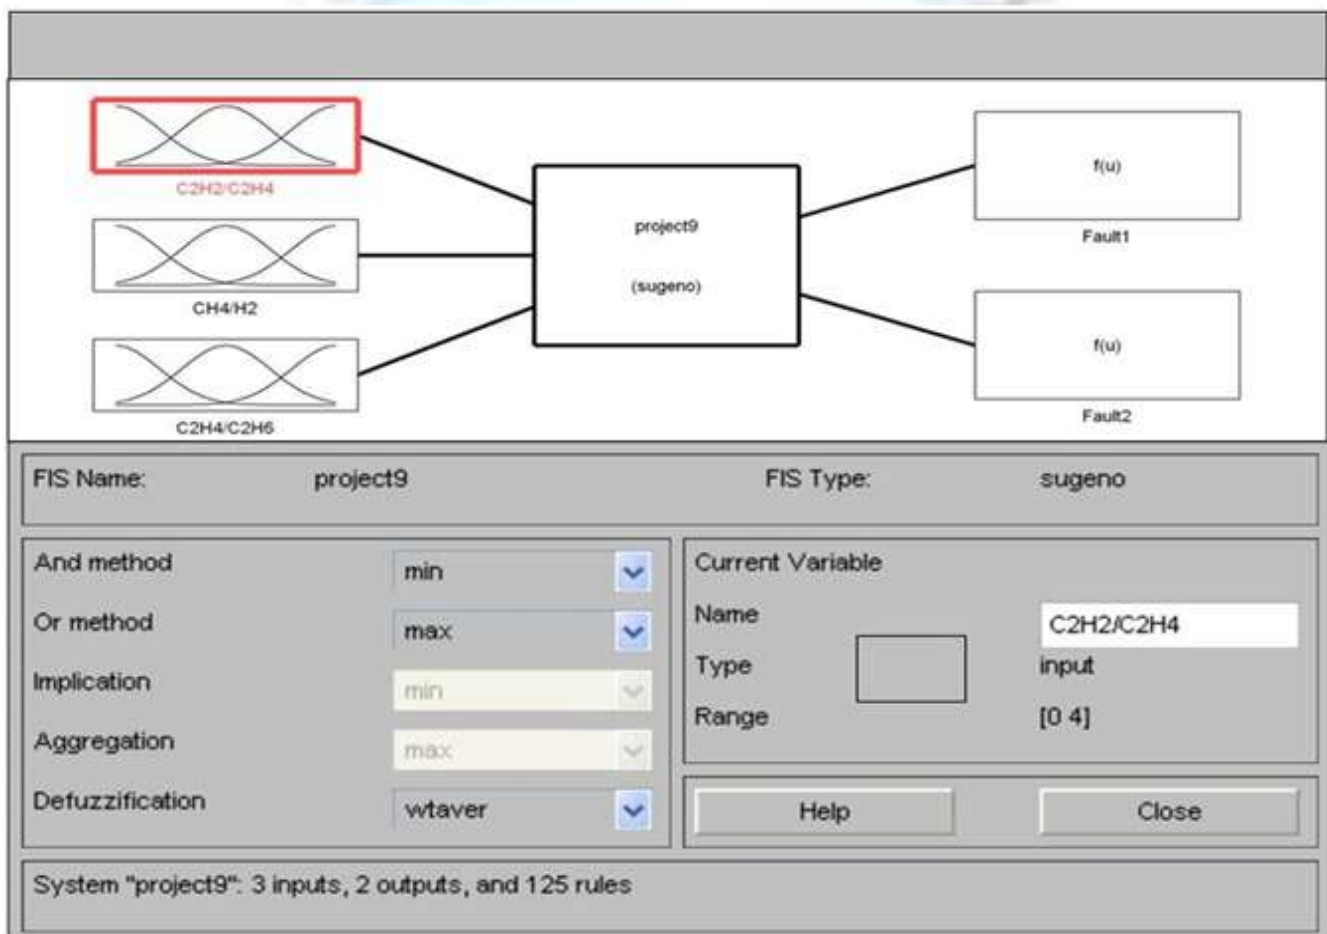 C2H2/C2H4
CH4/H2
C2H4/C2H6
project9
(sugeno)
f(u)
Fault1
f(u)
Fault2
FIS Name: project9 FIS Type: sugeno
And method min
Or method max
Implication min
Aggregation max
Defuzzification wtaver
Current Variable
Name C2H2/C2H4
Type input
Range [0 4]
Help Close
System "project9": 3 inputs, 2 outputs, and 125 rules